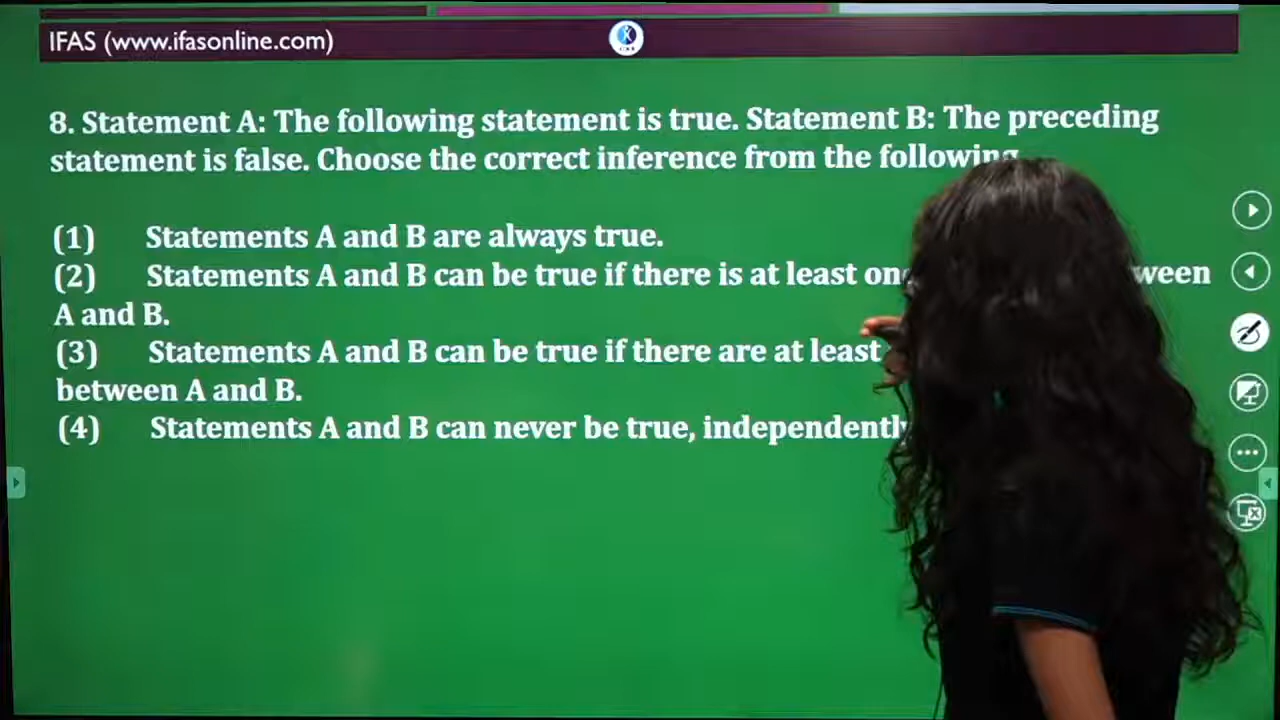 IFAS (www.ifasonline.com)
8. Statement A: The following statement is true. Statement B: The preceding
statement is false. Choose the correct inference from the following
(1) Statements A and B are always true.
(2) Statements A and B can be true if there is at least
A and B.
(3) Statements A and B can be true if there are at least
between A and B.
(4) Statements A and B can never be true,